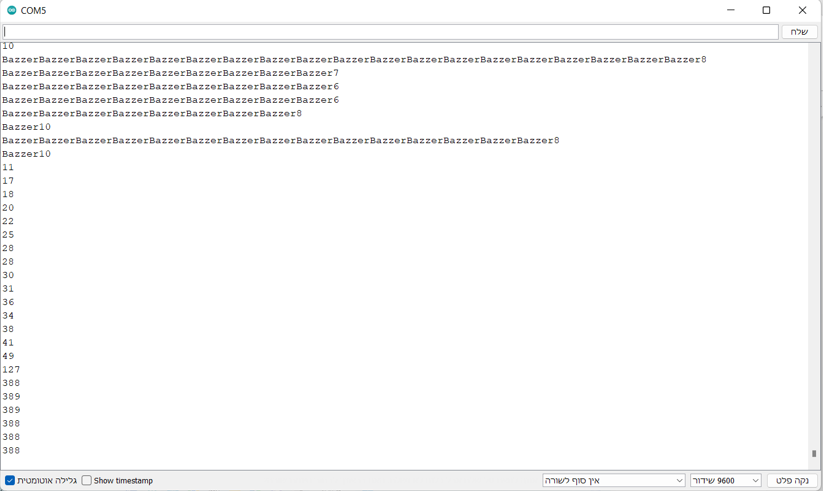 COM5
שלח
10
BazzerBazzerBazzerBazzerBazzerBazzerBazzerBazzerBazzerBazzerBazzerBazzerBazzerBazzerBazzerBazzerBazzerBazzerBazzer8
BazzerBazzerBazzerBazzerBazzerBazzerBazzerBazzerBazzer7
BazzerBazzerBazzerBazzerBazzerBazzerBazzerBazzerBazzer6
BazzerBazzerBazzerBazzerBazzerBazzerBazzerBazzerBazzer6
BazzerBazzerBazzerBazzerBazzerBazzerBazzerBazzer8
Bazzer10
BazzerBazzerBazzerBazzerBazzerBazzerBazzerBazzerBazzerBazzerBazzerBazzerBazzerBazzerBazzer8
Bazzer10
11
17
18
20
22
25
28
28
30
31
36
34
38
41
49
127
388
389
389
388
388
388
גלילה אוטומטית Show timestamp אין סוף לשורה 9600 שידור נקה פלט